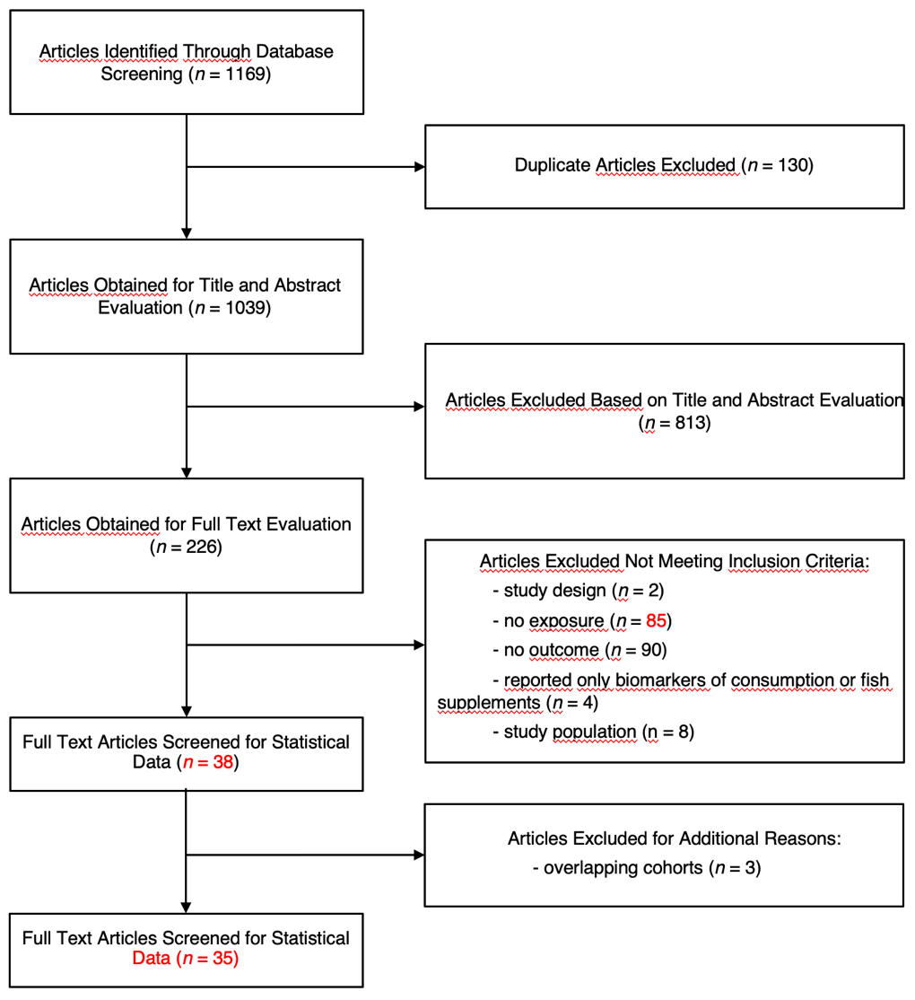 Articles Identified Through Database
Screening (n = 1169)
Duplicate Articles Excluded (n = 130)
Articles Obtained for Title and Abstract
Evaluation (n = 1039)
Articles Excluded Based on Title and Abstract Evaluation
(n = 813)
Articles Obtained for Full Text Evaluation
(n = 226)
Articles Excluded Not Meeting Inclusion Criteria:
- study design (n = 2)
- no exposure (n = 85)
- no outcome (n = 90)
- reported only biomarkers of consumption or fish
supplements (n = 4)
- study population (n = 8)
Full Text Articles Screened for Statistical
Data (n = 38)
Articles Excluded for Additional Reasons:
- overlapping cohorts (n = 3)
Full Text Articles Screened for Statistical
Data (n = 35)